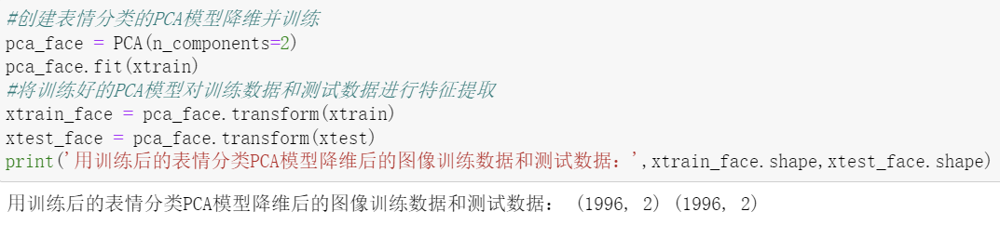 #创建表情分类的PCA模型降维并训练
pca_face = PCA(n_components=2)
pca_face.fit(xtrain)
#将训练好的PCA模型对训练数据和测试数据进行特征提取
xtrain_face = pca_face.transform(xtrain)
xtest_face = pca_face.transform(xtest)
print('用训练后的表情分类PCA模型降维后的图像训练数据和测试数据：',xtrain_face.shape,xtest_face.shape)
用训练后的表情分类PCA模型降维后的图像训练数据和测试数据： (1996, 2) (1996, 2)